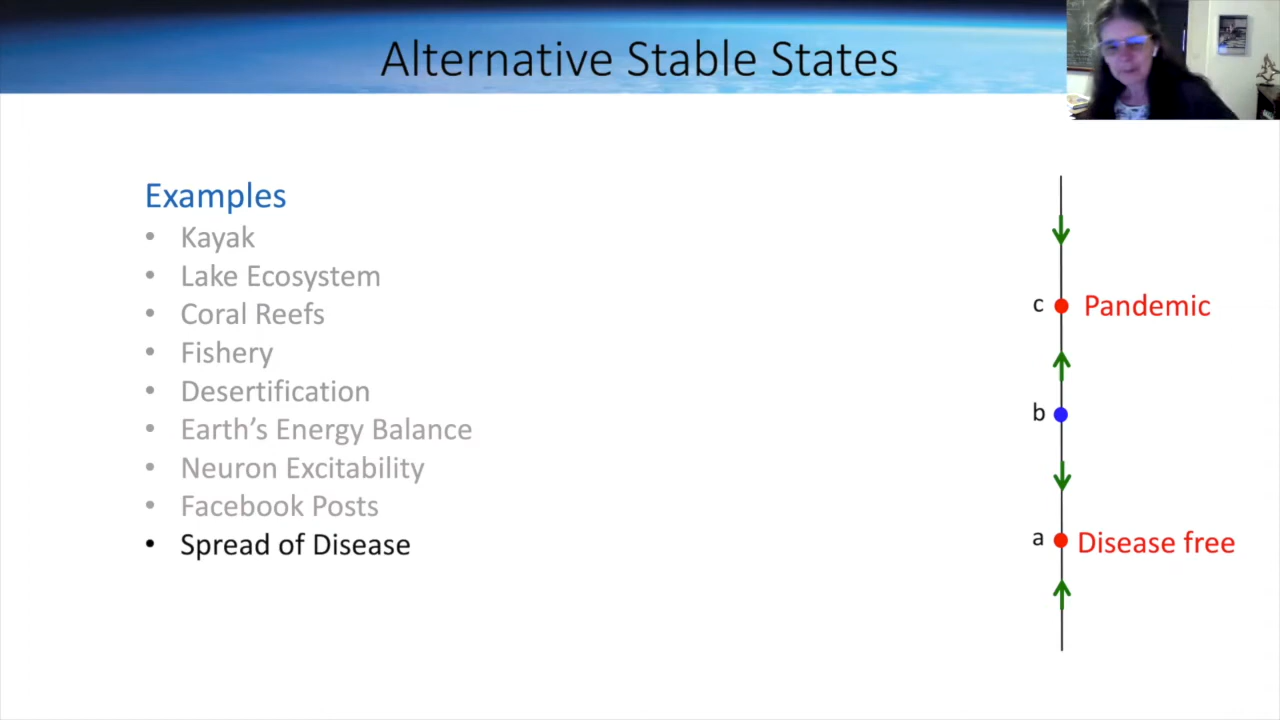 Alternative Stable States
Examples
• Kayak
• Lake Ecosystem
• Coral Reefs
• Fishery
• Desertification
• Earth's Energy Balance
• Neuron Excitability
• Facebook Posts
• Spread of Disease
c Pandemic
b
a Disease free